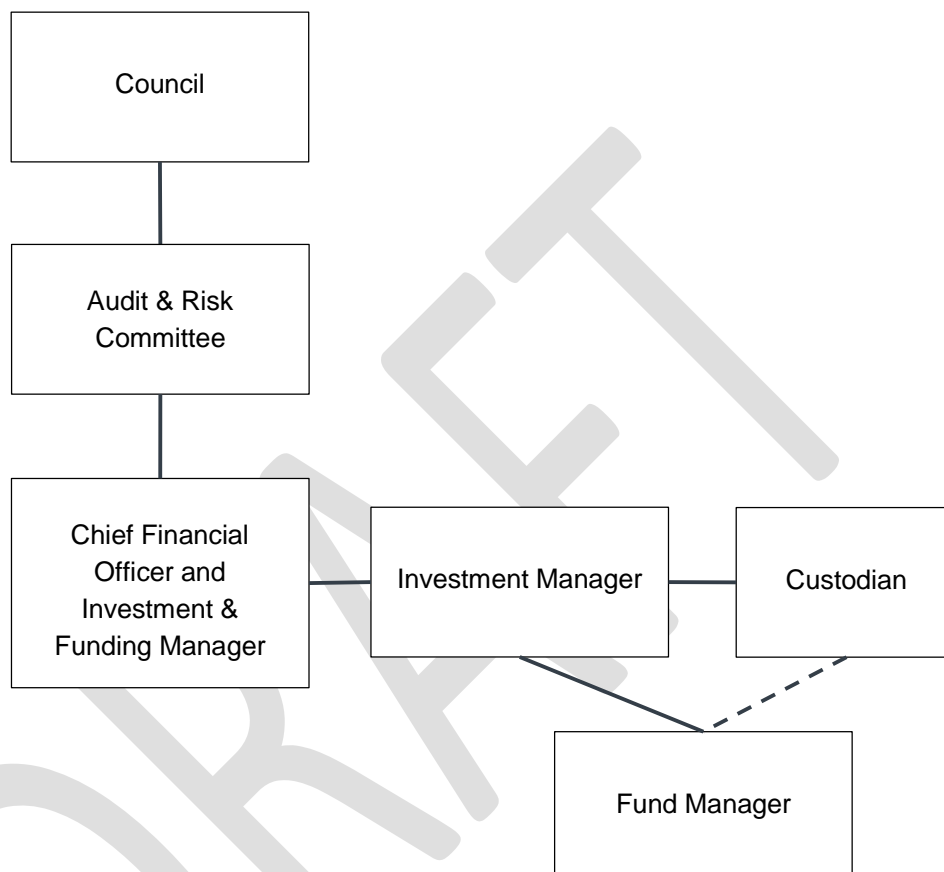 Council
Audit & Risk
Committee
Chief Financial
Officer and
Investment &
Funding Manager
Investment Manager
Custodian
Fund Manager
DRAFT